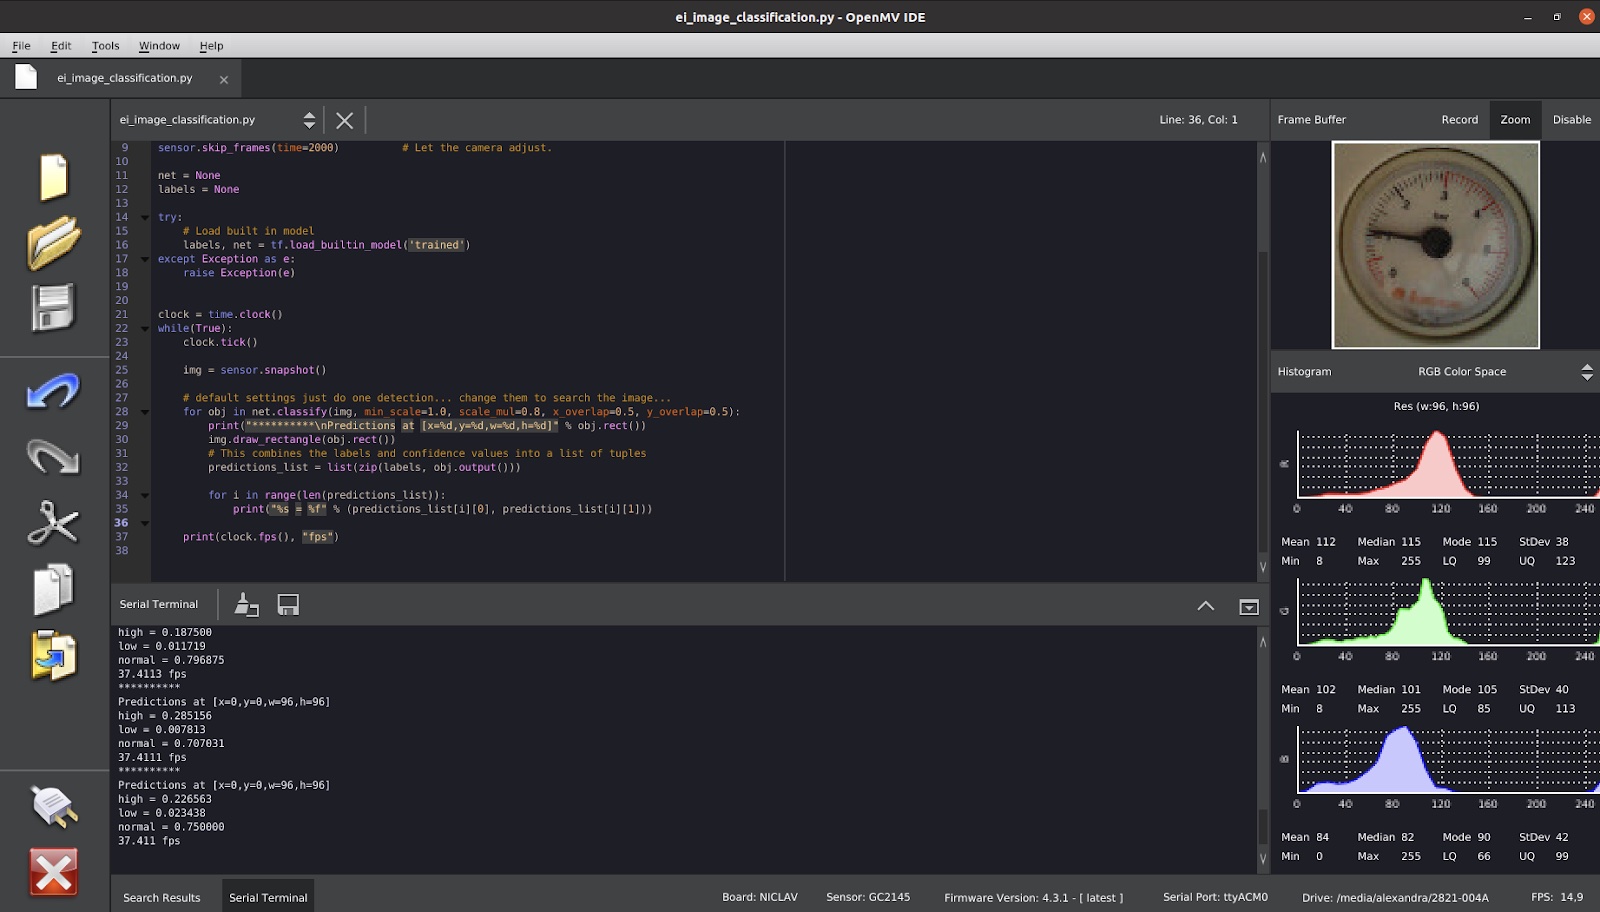 ei_image_classification.py - OpenMV IDE
File Edit Tools Window Help
ei_image_classification.py
ei_image_classification.py
Line: 36, Col: 1
Frame Buffer Record Zoom Disable
9 sensor.skip_frames(time=2000) # Let the camera adjust.
10
11 net = None
12 labels = None
13
14 try:
15 # Load built in model
16 labels, net = tf.load_builtin_model('trained')
17 except Exception as e:
18 raise Exception(e)
19
20
21 clock = time.clock()
22 while(True):
23 clock.tick()
24
25 img = sensor.snapshot()
26
27 # default settings just do one detection... change them to search the image...
28 for obj in net.classify(img, min_scale=1.0, scale_mul=0.8, x_overlap=0.5, y_overlap=0.5):
29 print("**********\nPredictions at [x=%d,y=%d,w=%d,h=%d]" % obj.rect())
30 img.draw_rectangle(obj.rect())
31 # This combines the labels and confidence values into a list of tuples
32 predictions_list = list(zip(labels, obj.output()))
33
34 for i in range(len(predictions_list)):
35 print("%s = %f" % (predictions_list[i][0], predictions_list[i][1]))
36
37 print(clock.fps(), "fps")
38
2 3 4
bar
0
Histogram RGB Color Space
Res (w:96, h:96)
R
0 40 80 120 160 200 240
Mean 112 Median 115 Mode 115 StDev 38
Min 8 Max 255 LQ 99 UQ 123
G
0 40 80 120 160 200 240
Mean 102 Median 101 Mode 105 StDev 40
Min 8 Max 255 LQ 85 UQ 113
B
0 40 80 120 160 200 240
Mean 84 Median 82 Mode 90 StDev 42
Min 0 Max 255 LQ 66 UQ 99
Serial Terminal
high = 0.187500
low = 0.011719
normal = 0.796875
37.4113 fps
**********
Predictions at [x=0,y=0,w=96,h=96]
high = 0.285156
low = 0.007813
normal = 0.707031
37.4111 fps
**********
Predictions at [x=0,y=0,w=96,h=96]
high = 0.226563
low = 0.023438
normal = 0.750000
37.411 fps
Search Results Serial Terminal Board: NICLAV Sensor: GC2145 Firmware Version: 4.3.1 - [ latest ] Serial Port: ttyACM0 Drive: /media/alexandra/2821-004A FPS: 14,9